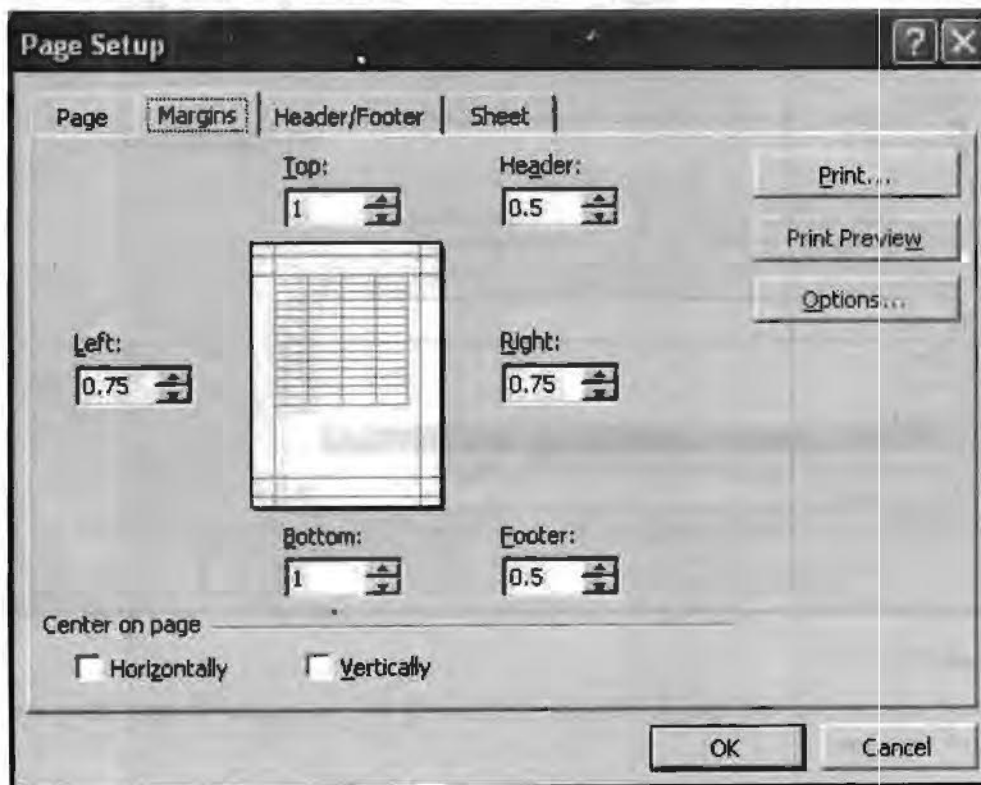 Page Setup
Page Margins Header/Footer Sheet
Top: Header:
1 0.5
Print...
Print Preview
Options...
Left: Right:
0.75 0.75
Bottom: Footer:
1 0.5
Center on page
Horizontally Vertically
OK Cancel